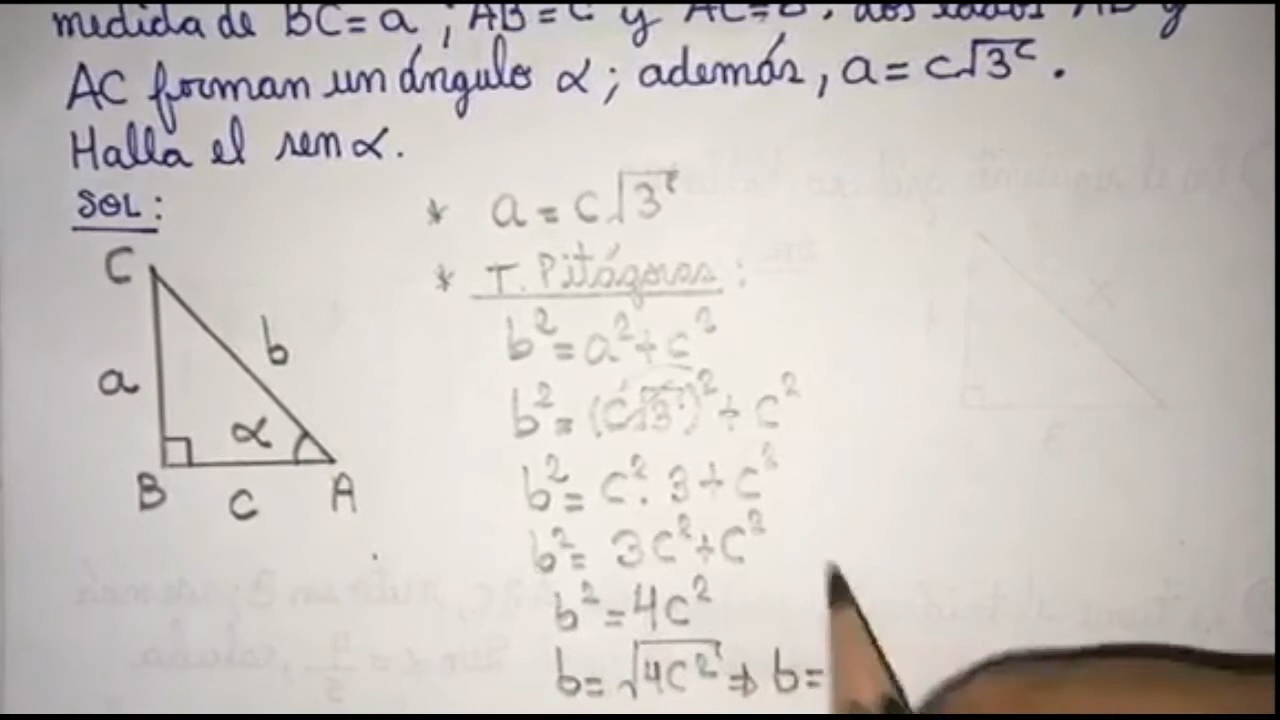 medida de BC = a ; AB = c y AC = b. dos lados AB y
AC forman un ángulo α ; además, a = c√3 .
Halla el sen α.
SOL:
* a = c√3
* T. Pitágoras :
b² = a² + c²
b² = (c√3)² + c²
b² = c² . 3 + c²
b² = 3c² + c²
b² = 4c²
b = √4c² ⇒ b =
C
b
a
α
B
c
A